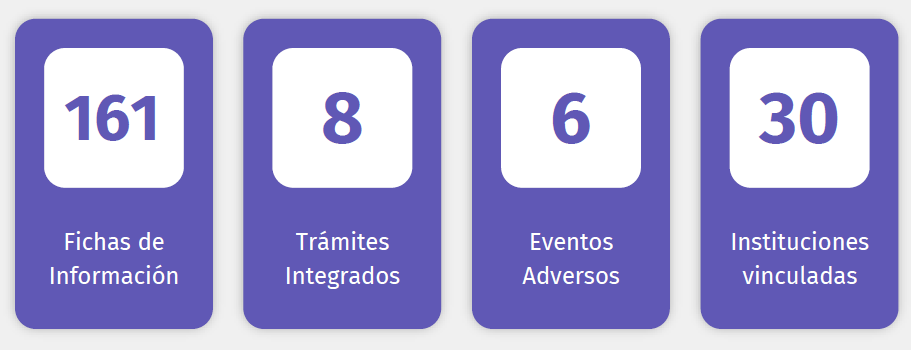 161
Fichas de
Información
8
Trámites
Integrados
6
Eventos
Adversos
30
Instituciones
vinculadas